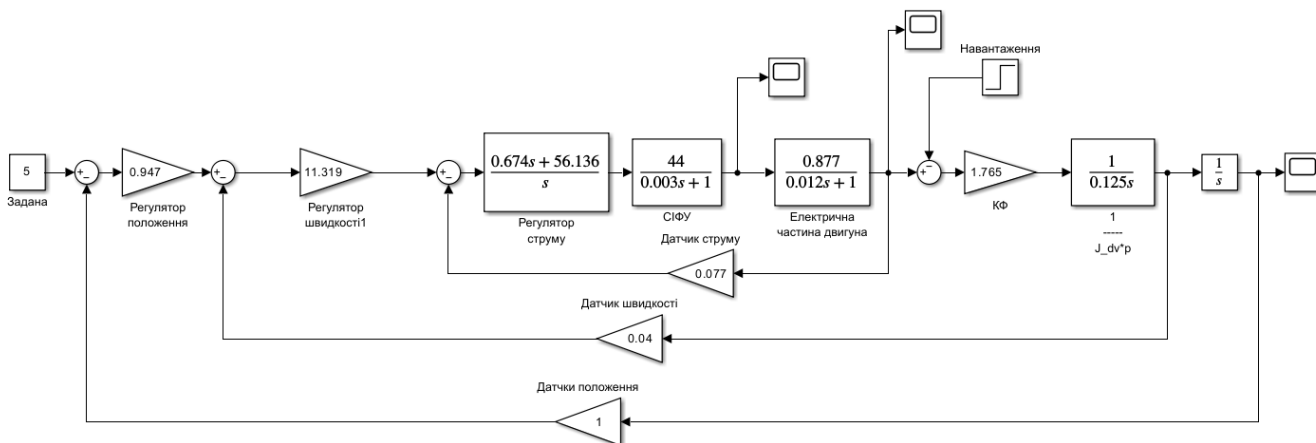 Навантаження
5
Задана
+
−
0.947
Регулятор
положення
+
−
11.319
Регулятор
швидкості1
+
−
0.674s + 56.136
s
Регулятор
струму
44
0.003s + 1
СІФУ
0.877
0.012s + 1
Електрична
частина двигуна
−
+
1.765
КФ
1
0.125s
1
-----
J_dv*p
1
s
Датчик струму
0.077
Датчик швидкості
0.04
Датчки положення
1